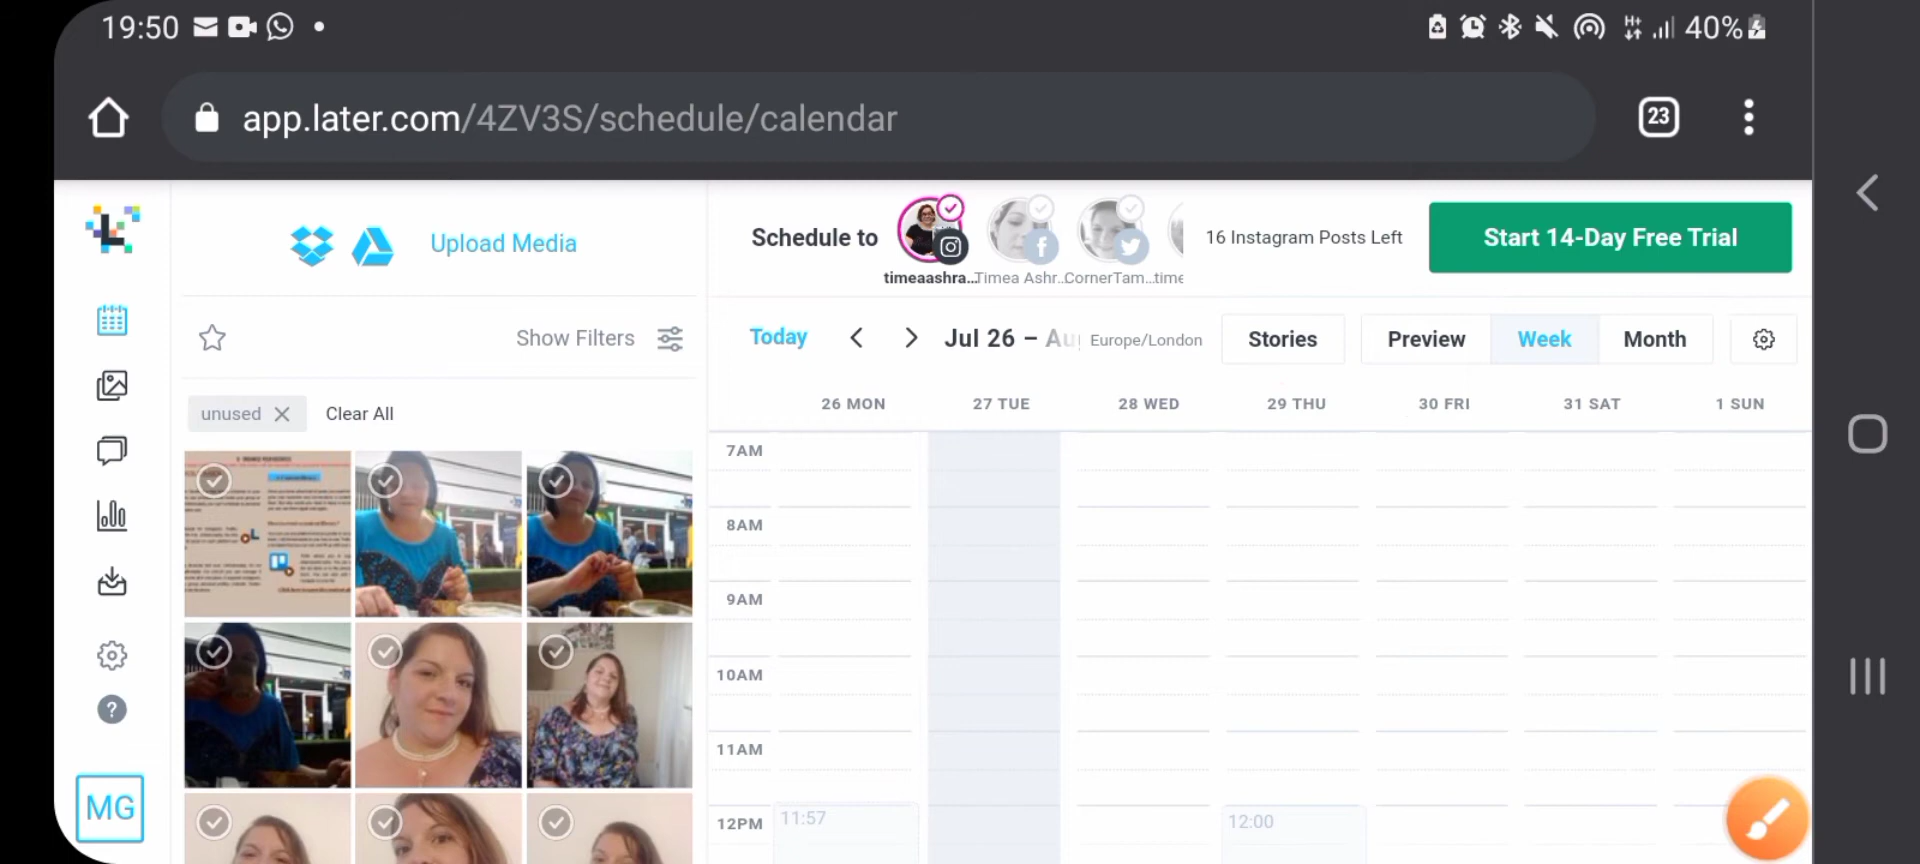 19:50
40%
app.later.com/4ZV3S/schedule/calendar
23
L
Upload Media
Schedule to
timeaashra...
Timea Ashr...
CornerTam...
time
16 Instagram Posts Left
Start 14-Day Free Trial
Show Filters
Today
Jul 26 – Au
Europe/London
Stories
Preview
Week
Month
unused
Clear All
26 MON
27 TUE
28 WED
29 THU
30 FRI
31 SAT
1 SUN
7AM
8AM
9AM
10AM
11AM
12PM
11:57
12:00
MG